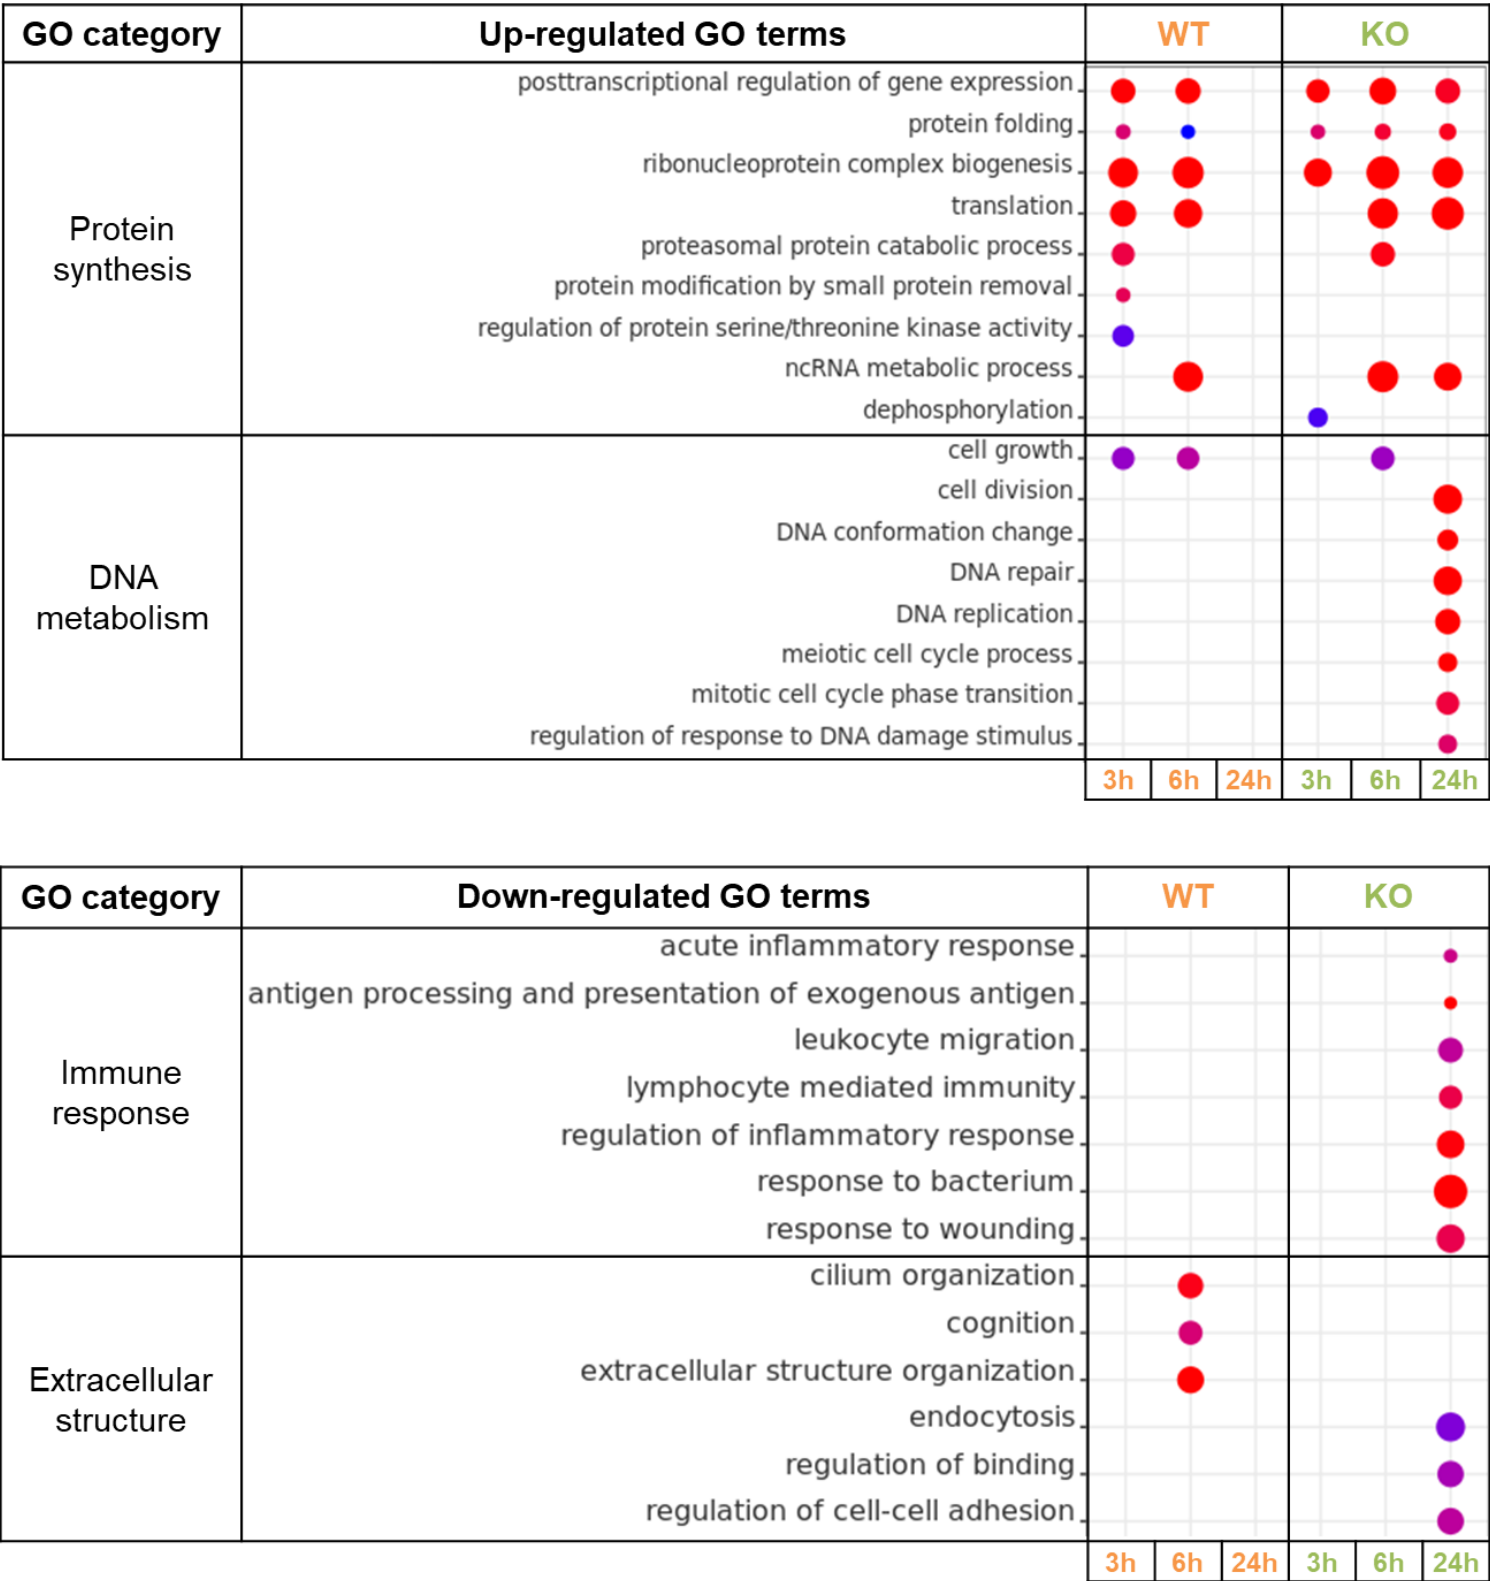 GO category Up-regulated GO terms WT KO
posttranscriptional regulation of gene expression
protein folding
ribonucleoprotein complex biogenesis
translation
Protein
synthesis
proteasomal protein catabolic process
protein modification by small protein removal
regulation of protein serine/threonine kinase activity
ncRNA metabolic process
dephosphorylation
cell growth
cell division
DNA conformation change
DNA
metabolism
DNA repair
DNA replication
meiotic cell cycle process
mitotic cell cycle phase transition
regulation of response to DNA damage stimulus
3h 6h 24h 3h 6h 24h
GO category Down-regulated GO terms WT KO
acute inflammatory response
antigen processing and presentation of exogenous antigen
leukocyte migration
Immune
response
lymphocyte mediated immunity
regulation of inflammatory response
response to bacterium
response to wounding
cilium organization
cognition
extracellular structure organization
Extracellular
structure
endocytosis
regulation of binding
regulation of cell-cell adhesion
3h 6h 24h 3h 6h 24h